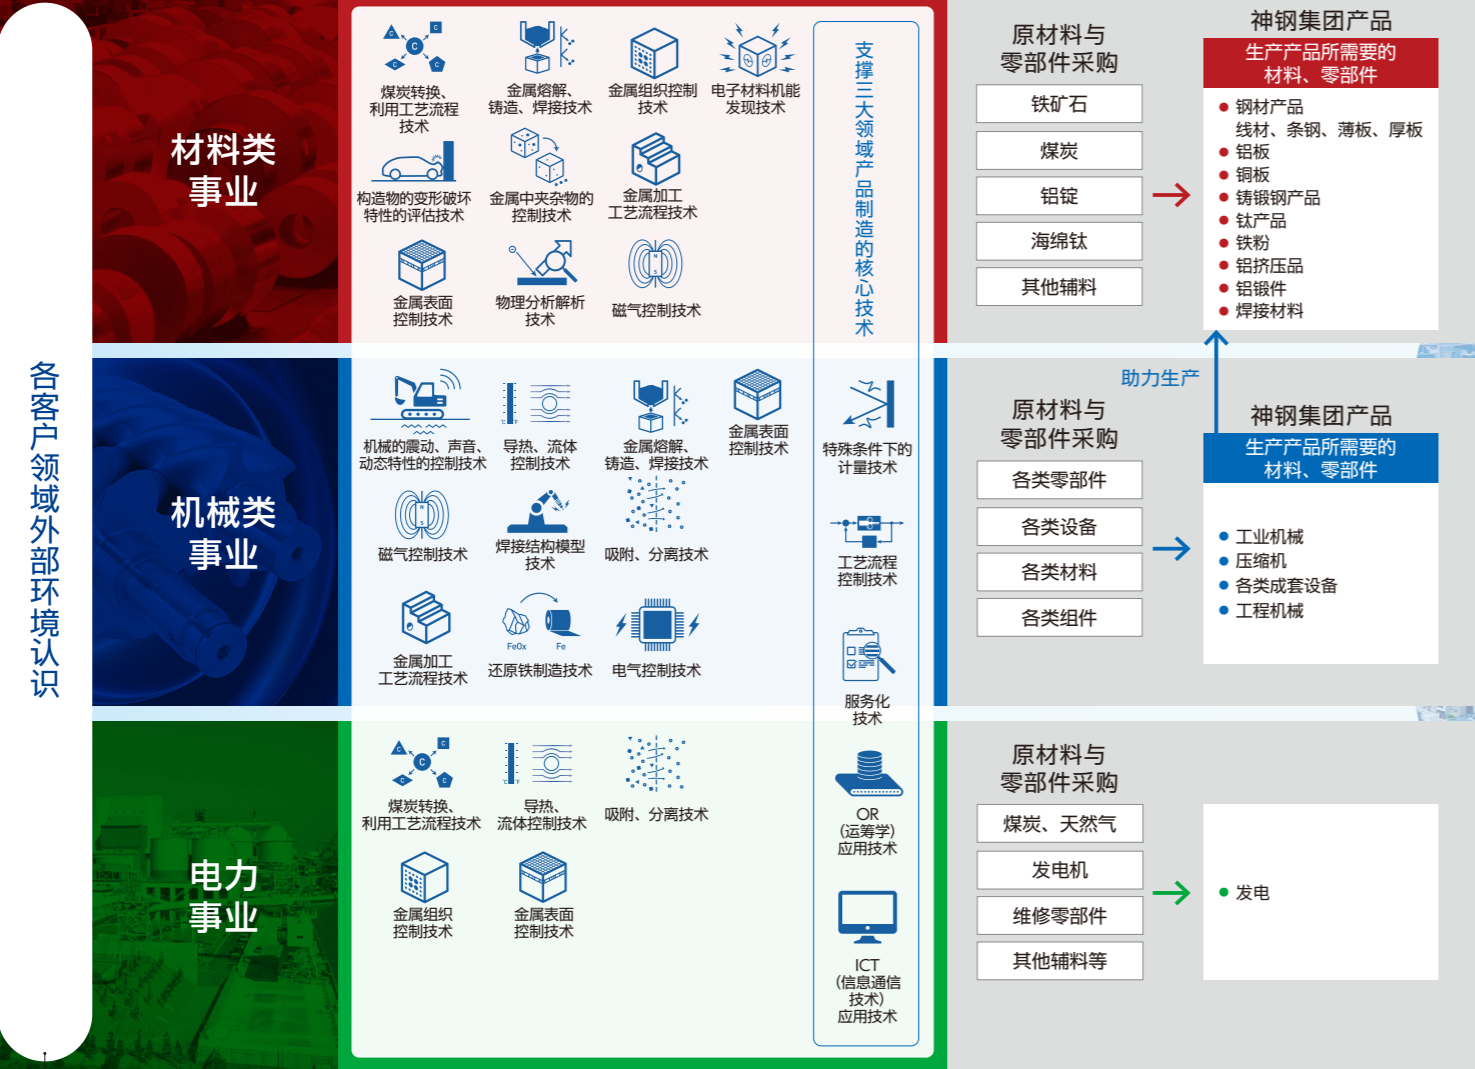 各客户领域外部环境认识
材料类
事业
煤炭转换、
利用工艺流程
技术
金属熔解、
铸造、焊接技术
金属组织控制
技术
电子材料机能
发现技术
构造物的变形破坏
特性的评估技术
金属中夹杂物的
控制技术
金属加工
工艺流程技术
金属表面
控制技术
物理分析解析
技术
N
S
磁气控制技术
支撑三大领域产品制造的核心技术
原材料与
零部件采购
铁矿石
煤炭
铝锭
海绵钛
其他辅料
神钢集团产品
生产产品所需要的
材料、零部件
钢材产品
线材、条钢、薄板、厚板
铝板
铜板
铸锻钢产品
钛产品
铁粉
铝挤压品
铝锻件
焊接材料
机械类
事业
机械的震动、声音、
动态特性的控制技术
°C °F
导热、流体
控制技术
金属熔解、
铸造、焊接技术
金属表面
控制技术
N
S
磁气控制技术
焊接结构模型
技术
吸附、分离技术
金属加工
工艺流程技术
FeOx Fe
还原铁制造技术
电气控制技术
特殊条件下的
计量技术
工艺流程
控制技术
服务化
技术
OR
(运筹学)
应用技术
ICT
(信息通信
技术)
应用技术
助力生产
原材料与
零部件采购
各类零部件
各类设备
各类材料
各类组件
神钢集团产品
生产产品所需要的
材料、零部件
工业机械
压缩机
各类成套设备
工程机械
电力
事业
煤炭转换、
利用工艺流程技术
°C °F
导热、
流体控制技术
吸附、分离技术
金属组织
控制技术
金属表面
控制技术
原材料与
零部件采购
煤炭、天然气
发电机
维修零部件
其他辅料等
发电